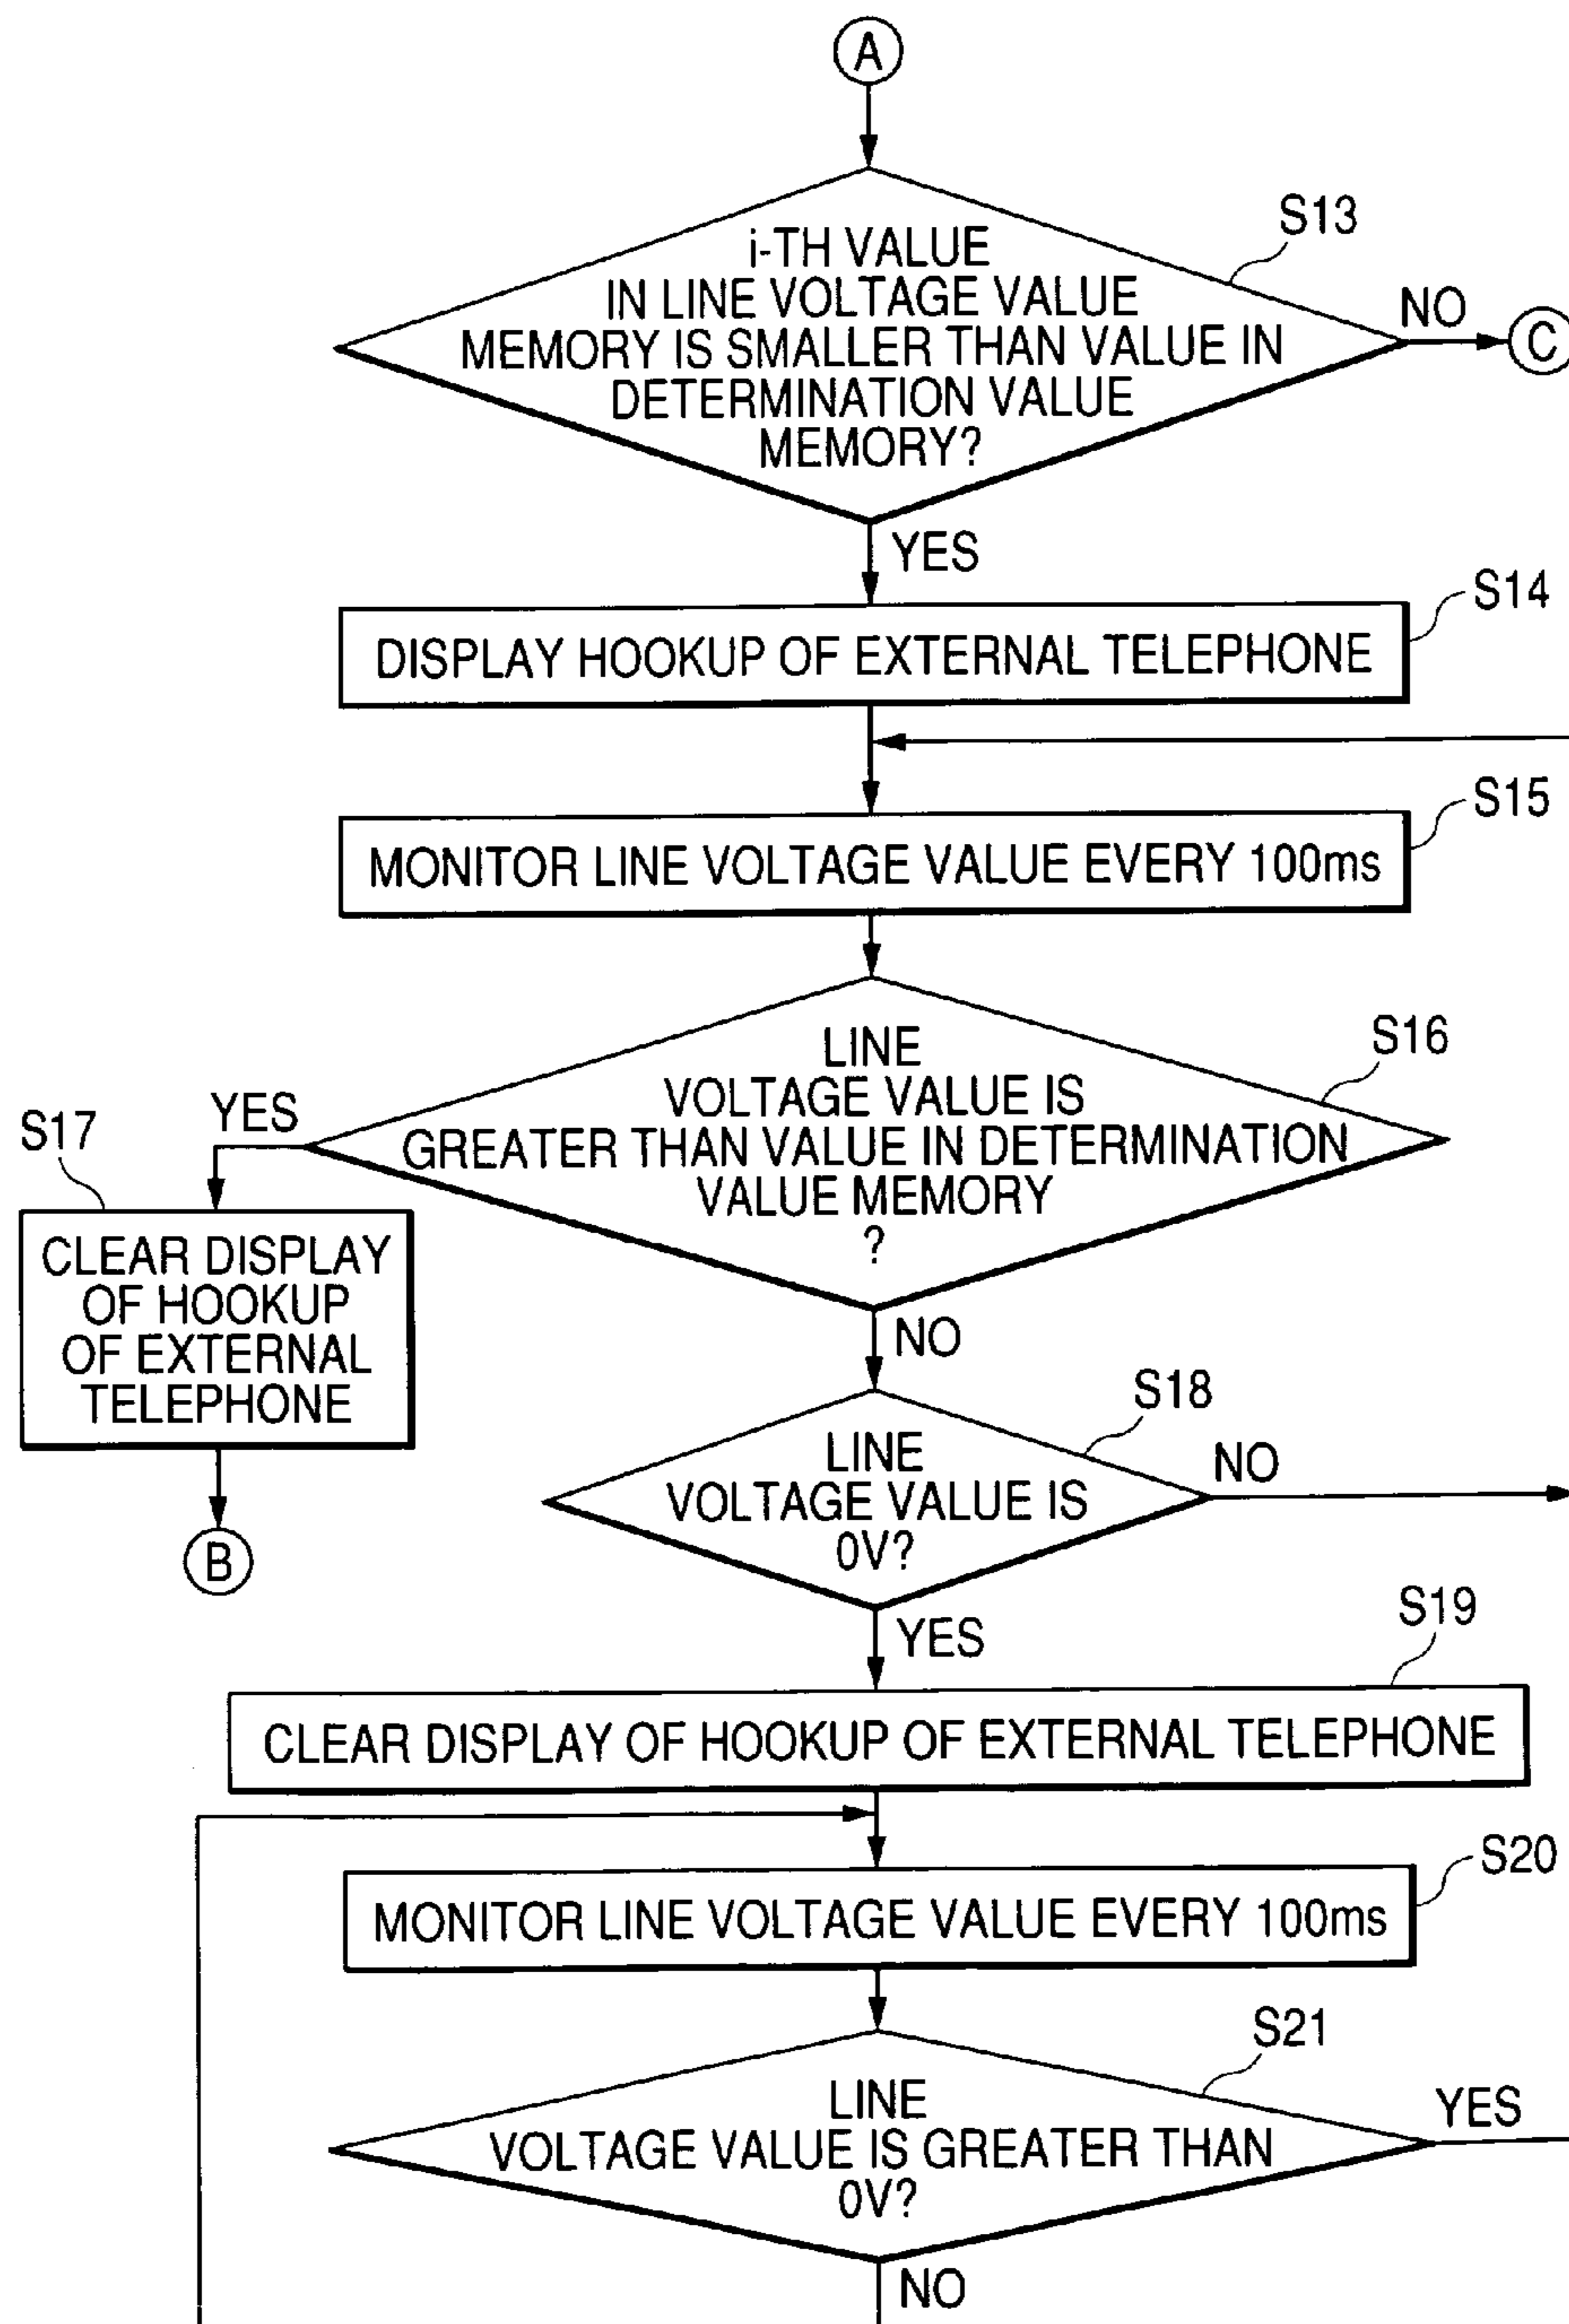 A
S13
i-TH VALUE
IN LINE VOLTAGE VALUE
MEMORY IS SMALLER THAN VALUE IN
DETERMINATION VALUE
MEMORY?
NO
C
YES
S14
DISPLAY HOOKUP OF EXTERNAL TELEPHONE
S15
MONITOR LINE VOLTAGE VALUE EVERY 100ms
S16
LINE
VOLTAGE VALUE IS
GREATER THAN VALUE IN DETERMINATION
VALUE MEMORY
?
YES
S17
CLEAR DISPLAY
OF HOOKUP
OF EXTERNAL
TELEPHONE
B
NO
S18
LINE
VOLTAGE VALUE IS
0V?
NO
YES
S19
CLEAR DISPLAY OF HOOKUP OF EXTERNAL TELEPHONE
S20
MONITOR LINE VOLTAGE VALUE EVERY 100ms
S21
LINE
VOLTAGE VALUE IS GREATER THAN
0V?
YES
NO